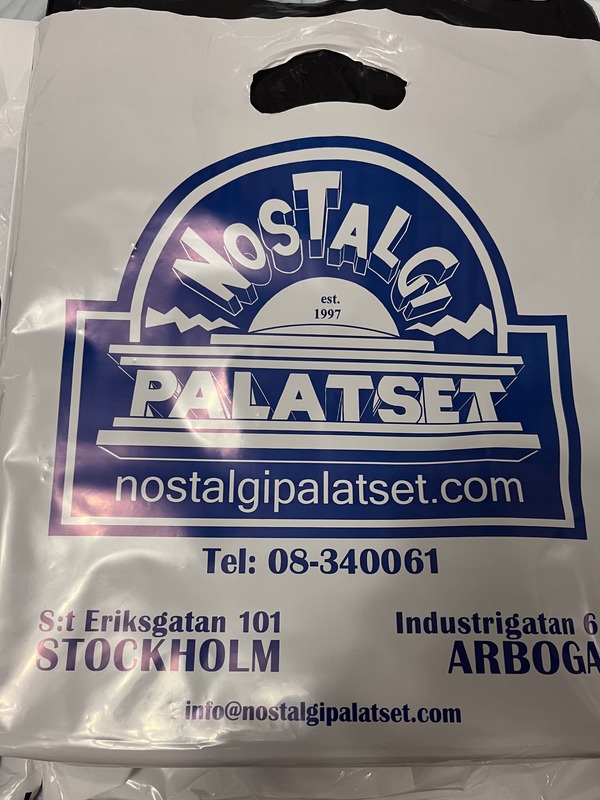 NOSTALGI
est.
1997
PALATSET
nostalgipalatset.com
Tel: 08-340061
S:t Eriksgatan 101
STOCKHOLM
Industrigatan 6
ARBOGA
info@nostalgipalatset.com